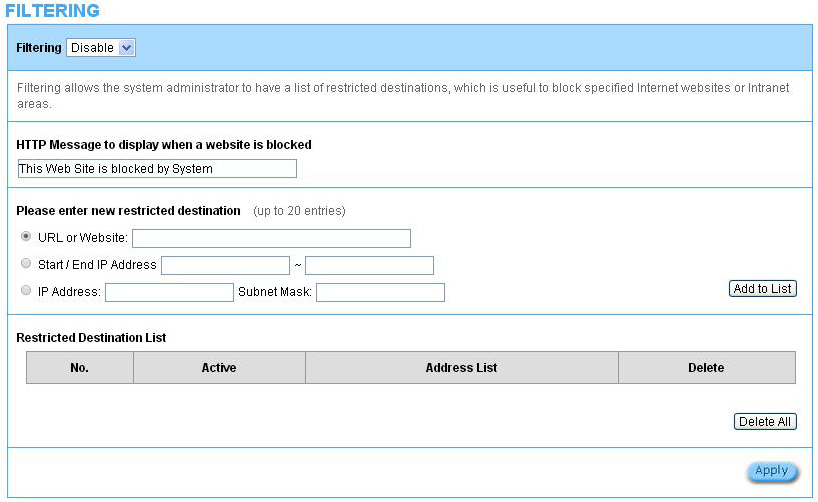 FILTERING
Filtering Disable
Filtering allows the system administrator to have a list of restricted destinations, which is useful to block specified Internet websites or Intranet
areas.
HTTP Message to display when a website is blocked
This Web Site is blocked by System
Please enter new restricted destination (up to 20 entries)
URL or Website:
Start / End IP Address ~
IP Address: Subnet Mask: Add to List
Restricted Destination List
No. Active Address List Delete
Delete All
Apply